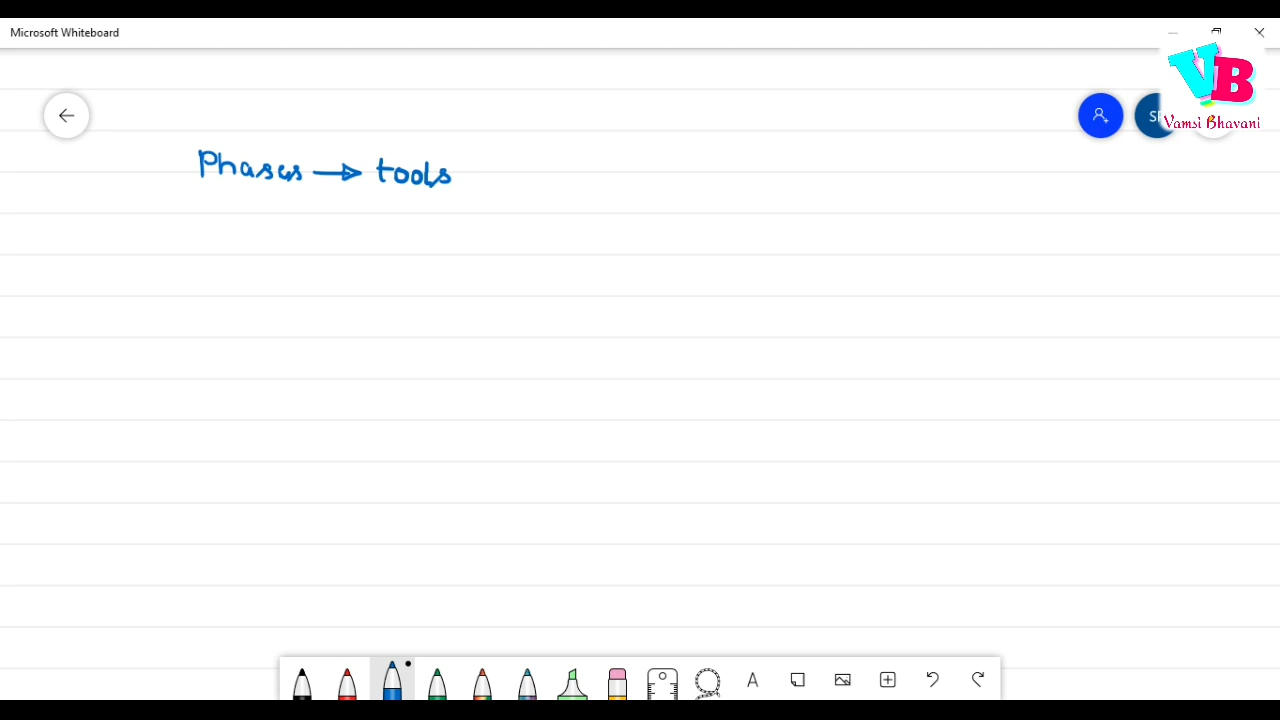 Microsoft Whiteboard
VB
Vamsi Bhavani
Phases → tools
A